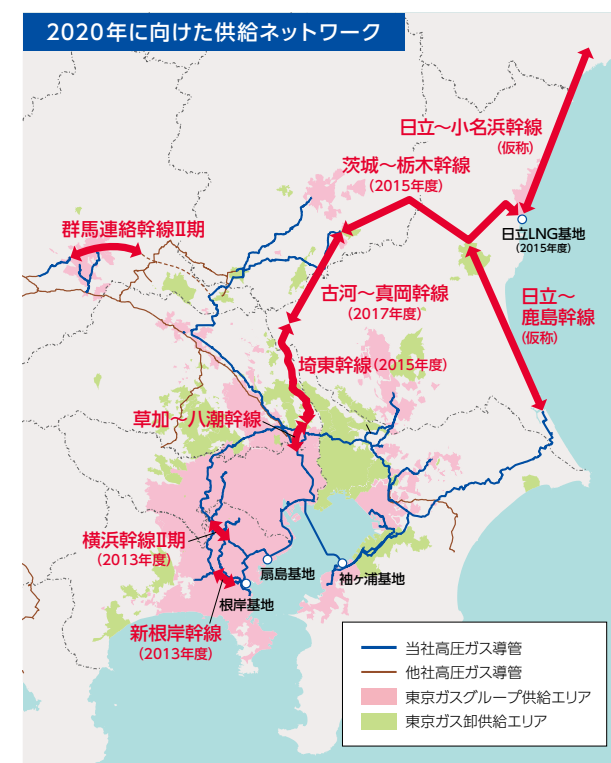 2020年に向けた供給ネットワーク
日立～小名浜幹線
(仮称)
茨城～栃木幹線
(2015年度)
群馬連絡幹線Ⅱ期
日立LNG基地
(2015年度)
古河～真岡幹線
(2017年度)
日立～
鹿島幹線
(仮称)
埼東幹線(2015年度)
草加～八潮幹線
横浜幹線Ⅱ期
(2013年度)
扇島基地
袖ヶ浦基地
根岸基地
新根岸幹線
(2013年度)
当社高圧ガス導管
他社高圧ガス導管
東京ガスグループ供給エリア
東京ガス卸供給エリア